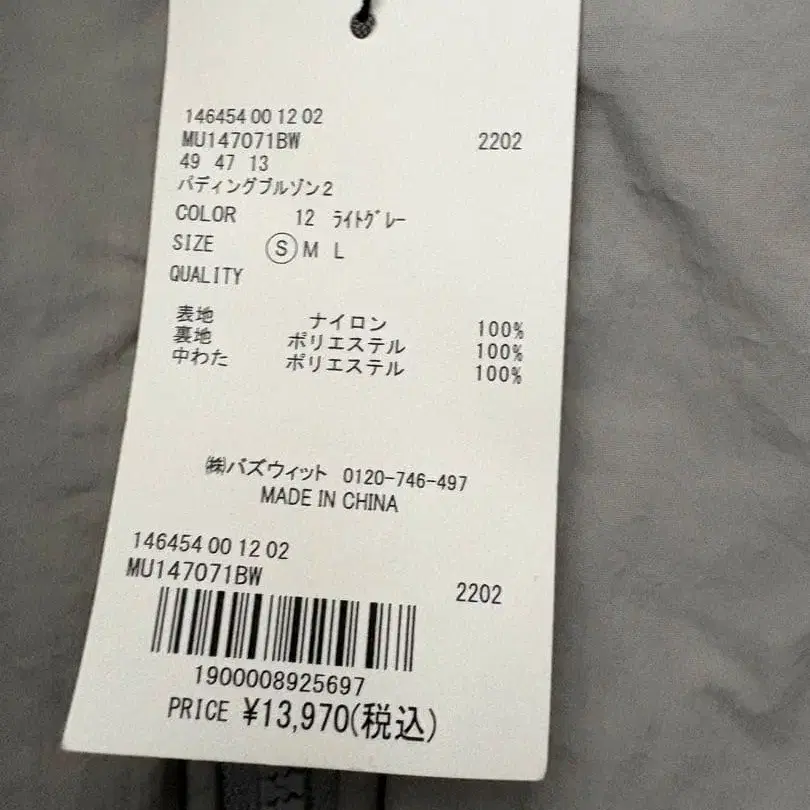 146454 00 12 02
MU147071BW 2202
49 47 13
パディングブルゾン2
COLOR 12 ﾗｲﾄｸﾞﾚｰ
SIZE Ⓢ M L
QUALITY
表地 ナイロン 100%
裏地 ポリエステル 100%
中わた ポリエステル 100%
㈱バズウィット 0120-746-497
MADE IN CHINA
146454 00 12 02
MU147071BW 2202
1900008925697
PRICE ¥13,970(税込)